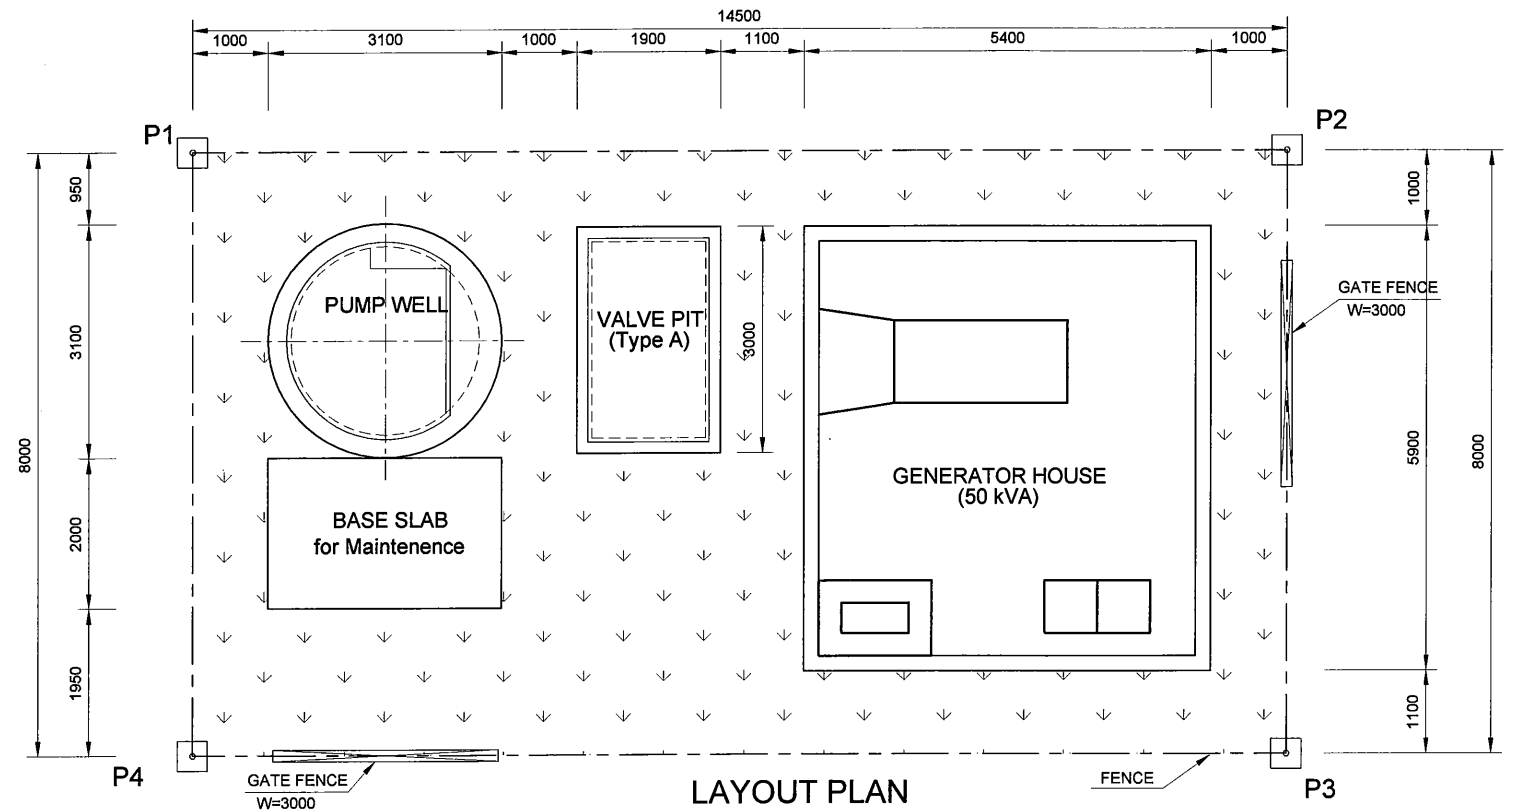 14500
1000 3100 1000 1900 1100 5400 1000
P1
P2
950
1000
3100
8000
2000
1950
PUMP WELL
VALVE PIT
(Type A)
3000
GENERATOR HOUSE
(50 kVA)
BASE SLAB
for Maintenence
GATE FENCE
W=3000
5900
8000
1100
P4
GATE FENCE
W=3000
LAYOUT PLAN
FENCE
P3